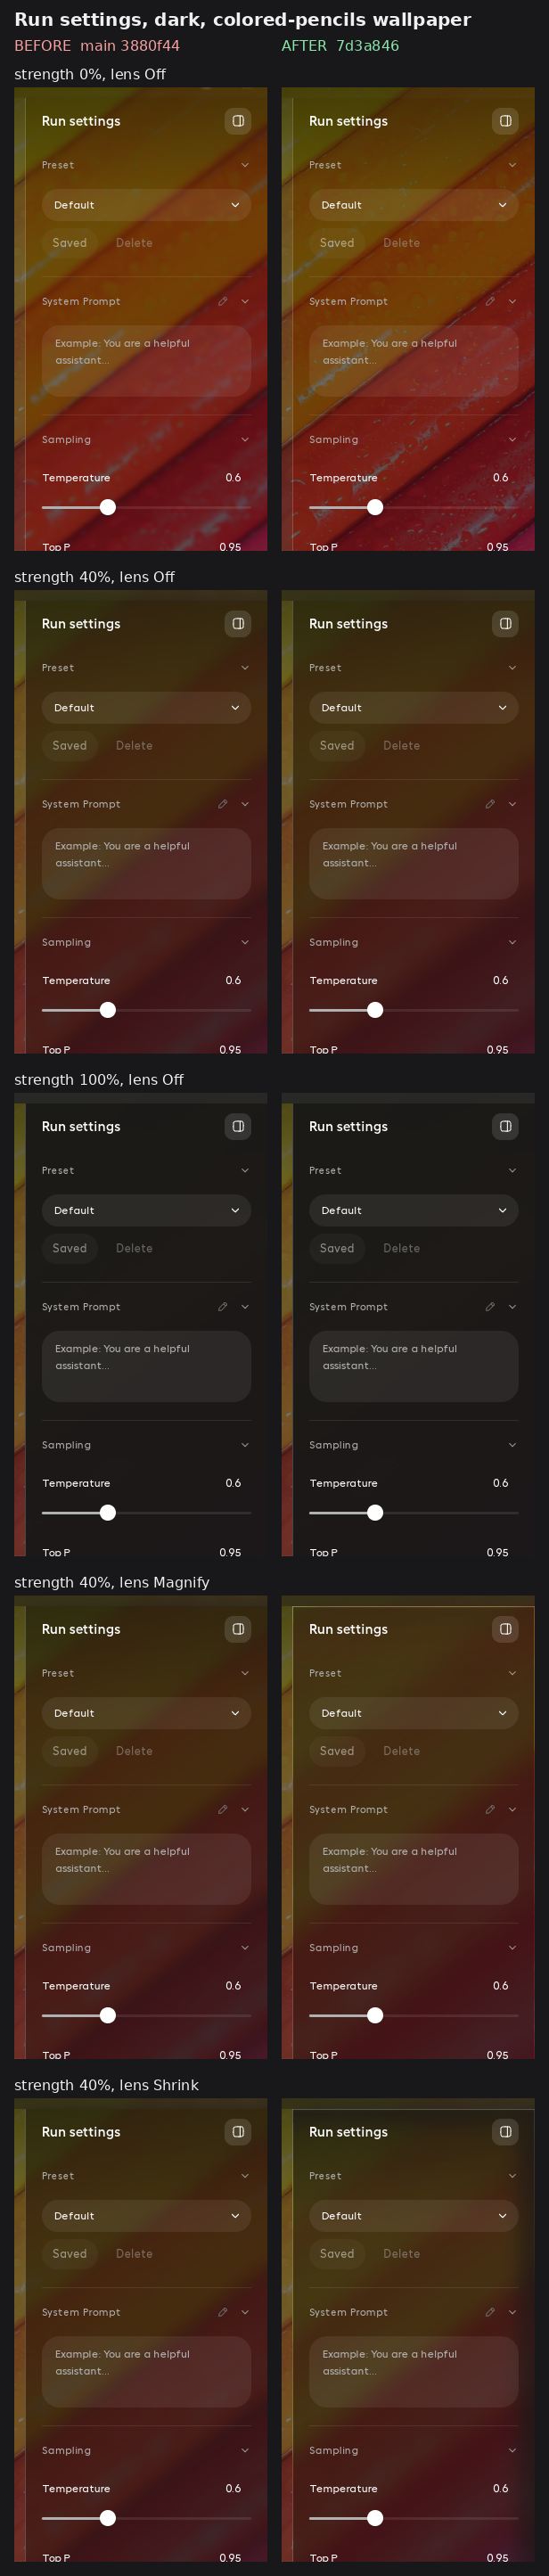 Run settings, dark, colored-pencils wallpaper
BEFORE main 3880f44 AFTER 7d3a846
strength 0%, lens Off
Run settings Run settings
Preset Preset
Default Default
Saved Delete Saved Delete
System Prompt System Prompt
Example: You are a helpful Example: You are a helpful
assistant... assistant...
Sampling Sampling
Temperature 0.6 Temperature 0.6
Top P 0.95 Top P 0.95
strength 40%, lens Off
Run settings Run settings
Preset Preset
Default Default
Saved Delete Saved Delete
System Prompt System Prompt
Example: You are a helpful Example: You are a helpful
assistant... assistant...
Sampling Sampling
Temperature 0.6 Temperature 0.6
Top P 0.95 Top P 0.95
strength 100%, lens Off
Run settings Run settings
Preset Preset
Default Default
Saved Delete Saved Delete
System Prompt System Prompt
Example: You are a helpful Example: You are a helpful
assistant... assistant...
Sampling Sampling
Temperature 0.6 Temperature 0.6
Top P 0.95 Top P 0.95
strength 40%, lens Magnify
Run settings Run settings
Preset Preset
Default Default
Saved Delete Saved Delete
System Prompt System Prompt
Example: You are a helpful Example: You are a helpful
assistant... assistant...
Sampling Sampling
Temperature 0.6 Temperature 0.6
Top P 0.95 Top P 0.95
strength 40%, lens Shrink
Run settings Run settings
Preset Preset
Default Default
Saved Delete Saved Delete
System Prompt System Prompt
Example: You are a helpful Example: You are a helpful
assistant... assistant...
Sampling Sampling
Temperature 0.6 Temperature 0.6
Top P 0.95 Top P 0.95